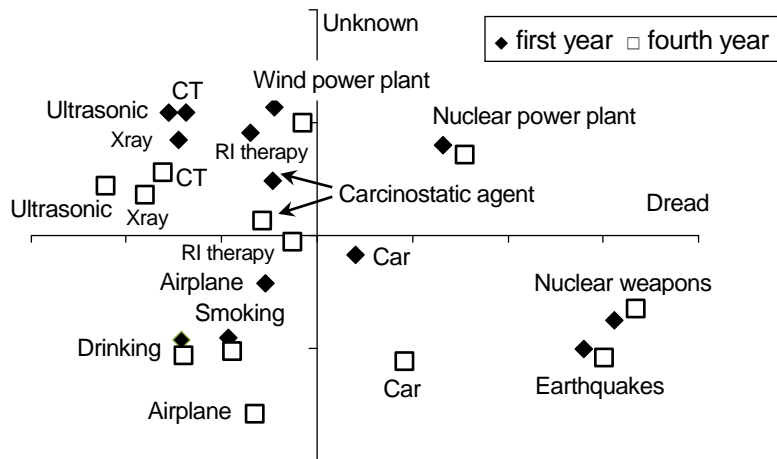 Unknown
◆ first year □ fourth year
CT
Wind power plant
Ultrasonic
Nuclear power plant
Xray
RI therapy
CT
Carcinostatic agent
Ultrasonic
Xray
Dread
RI therapy
Car
Airplane
Nuclear weapons
Smoking
Drinking
Car
Earthquakes
Airplane